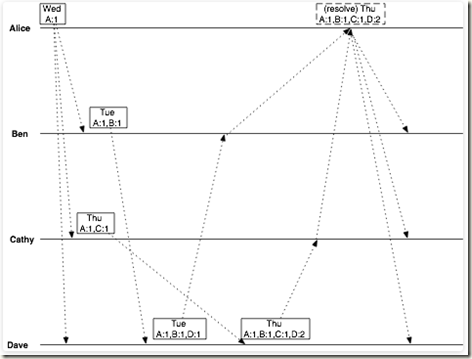 Wed
A:1
(resolve) Thu
A:1,B:1,C:1,D:2
Alice
Tue
A:1,B:1
Ben
Thu
A:1,C:1
Cathy
Tue
A:1,B:1,D:1
Thu
A:1,B:1,C:1,D:2
Dave